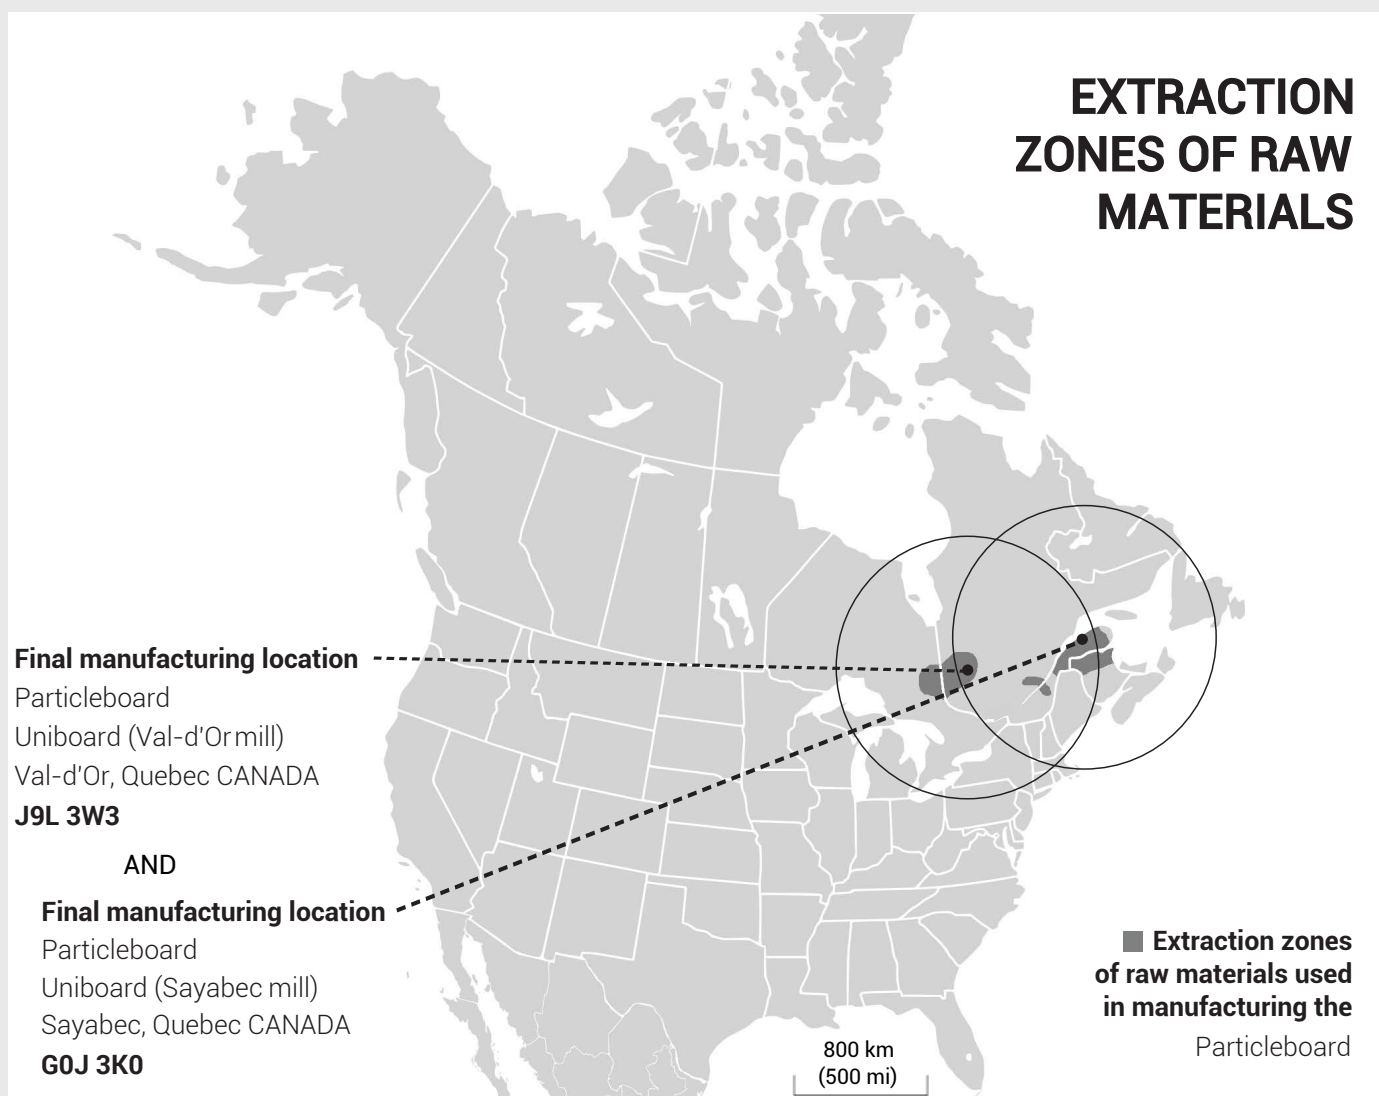 EXTRACTION
ZONES OF RAW
MATERIALS
Final manufacturing location
Particleboard
Uniboard (Val-d'Or mill)
Val-d'Or, Quebec CANADA
J9L 3W3
AND
Final manufacturing location
Particleboard
Uniboard (Sayabec mill)
Sayabec, Quebec CANADA
G0J 3K0
Extraction zones
of raw materials used
in manufacturing the
Particleboard
800 km
(500 mi)